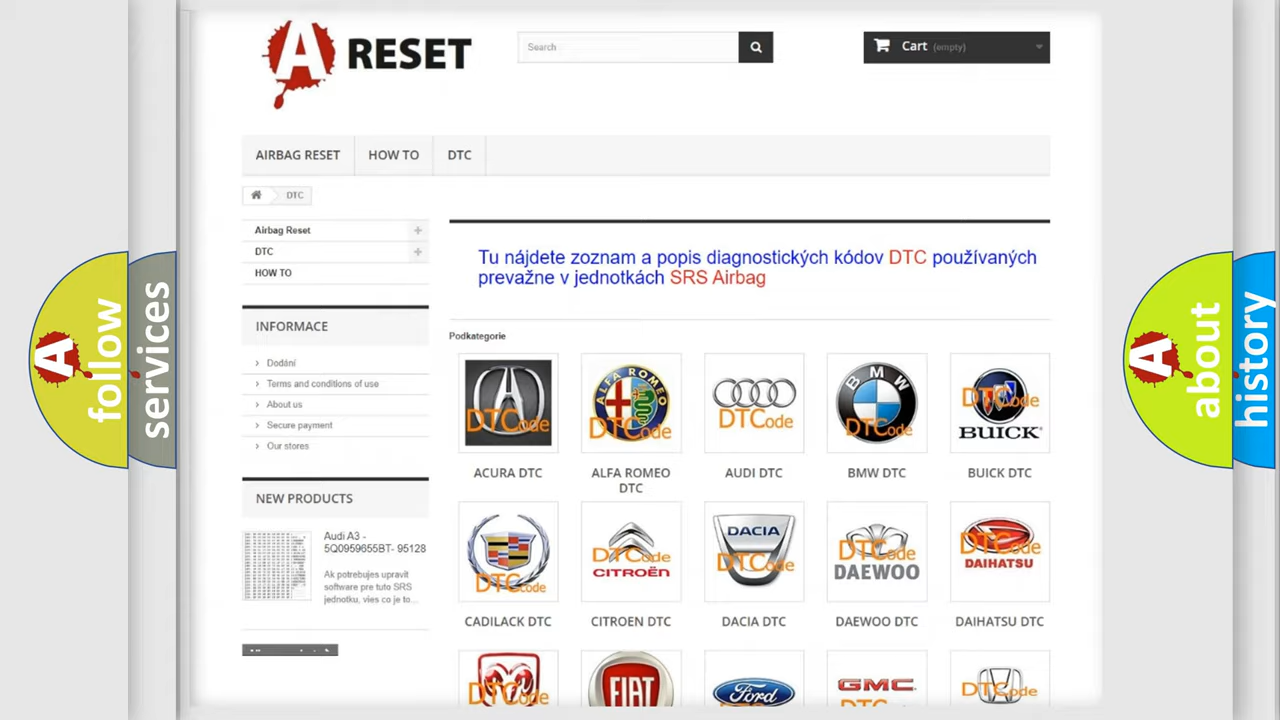 A RESET
Search
Cart (empty)
AIRBAG RESET
HOW TO
DTC
DTC
Airbag Reset
DTC
HOW TO
INFORMACE
Dodání
Terms and conditions of use
About us
Secure payment
Our stores
NEW PRODUCTS
Audi A3 -
5Q0959655BT- 95128
Ak potrebujes upravit
software pre tuto SRS
jednotku, vies co je to...
Tu nájdete zoznam a popis diagnostických kódov DTC používaných
prevažne v jednotkách SRS Airbag
Podkategorie
DTCode
ACURA DTC
ALFA ROMEO
DTCode
ALFA ROMEO
DTC
DTCode
AUDI DTC
BMW
DTCode
BMW DTC
DTCode
BUICK
BUICK DTC
DTCode
CADILACK DTC
DTCode
CITROËN
CITROEN DTC
DACIA
DTCode
DACIA DTC
DTCode
DAEWOO
DAEWOO DTC
DTCode
DAIHATSU
DAIHATSU DTC
DTCode
FIAT
Ford
GMC
DTCode
A follow
services
A about
history